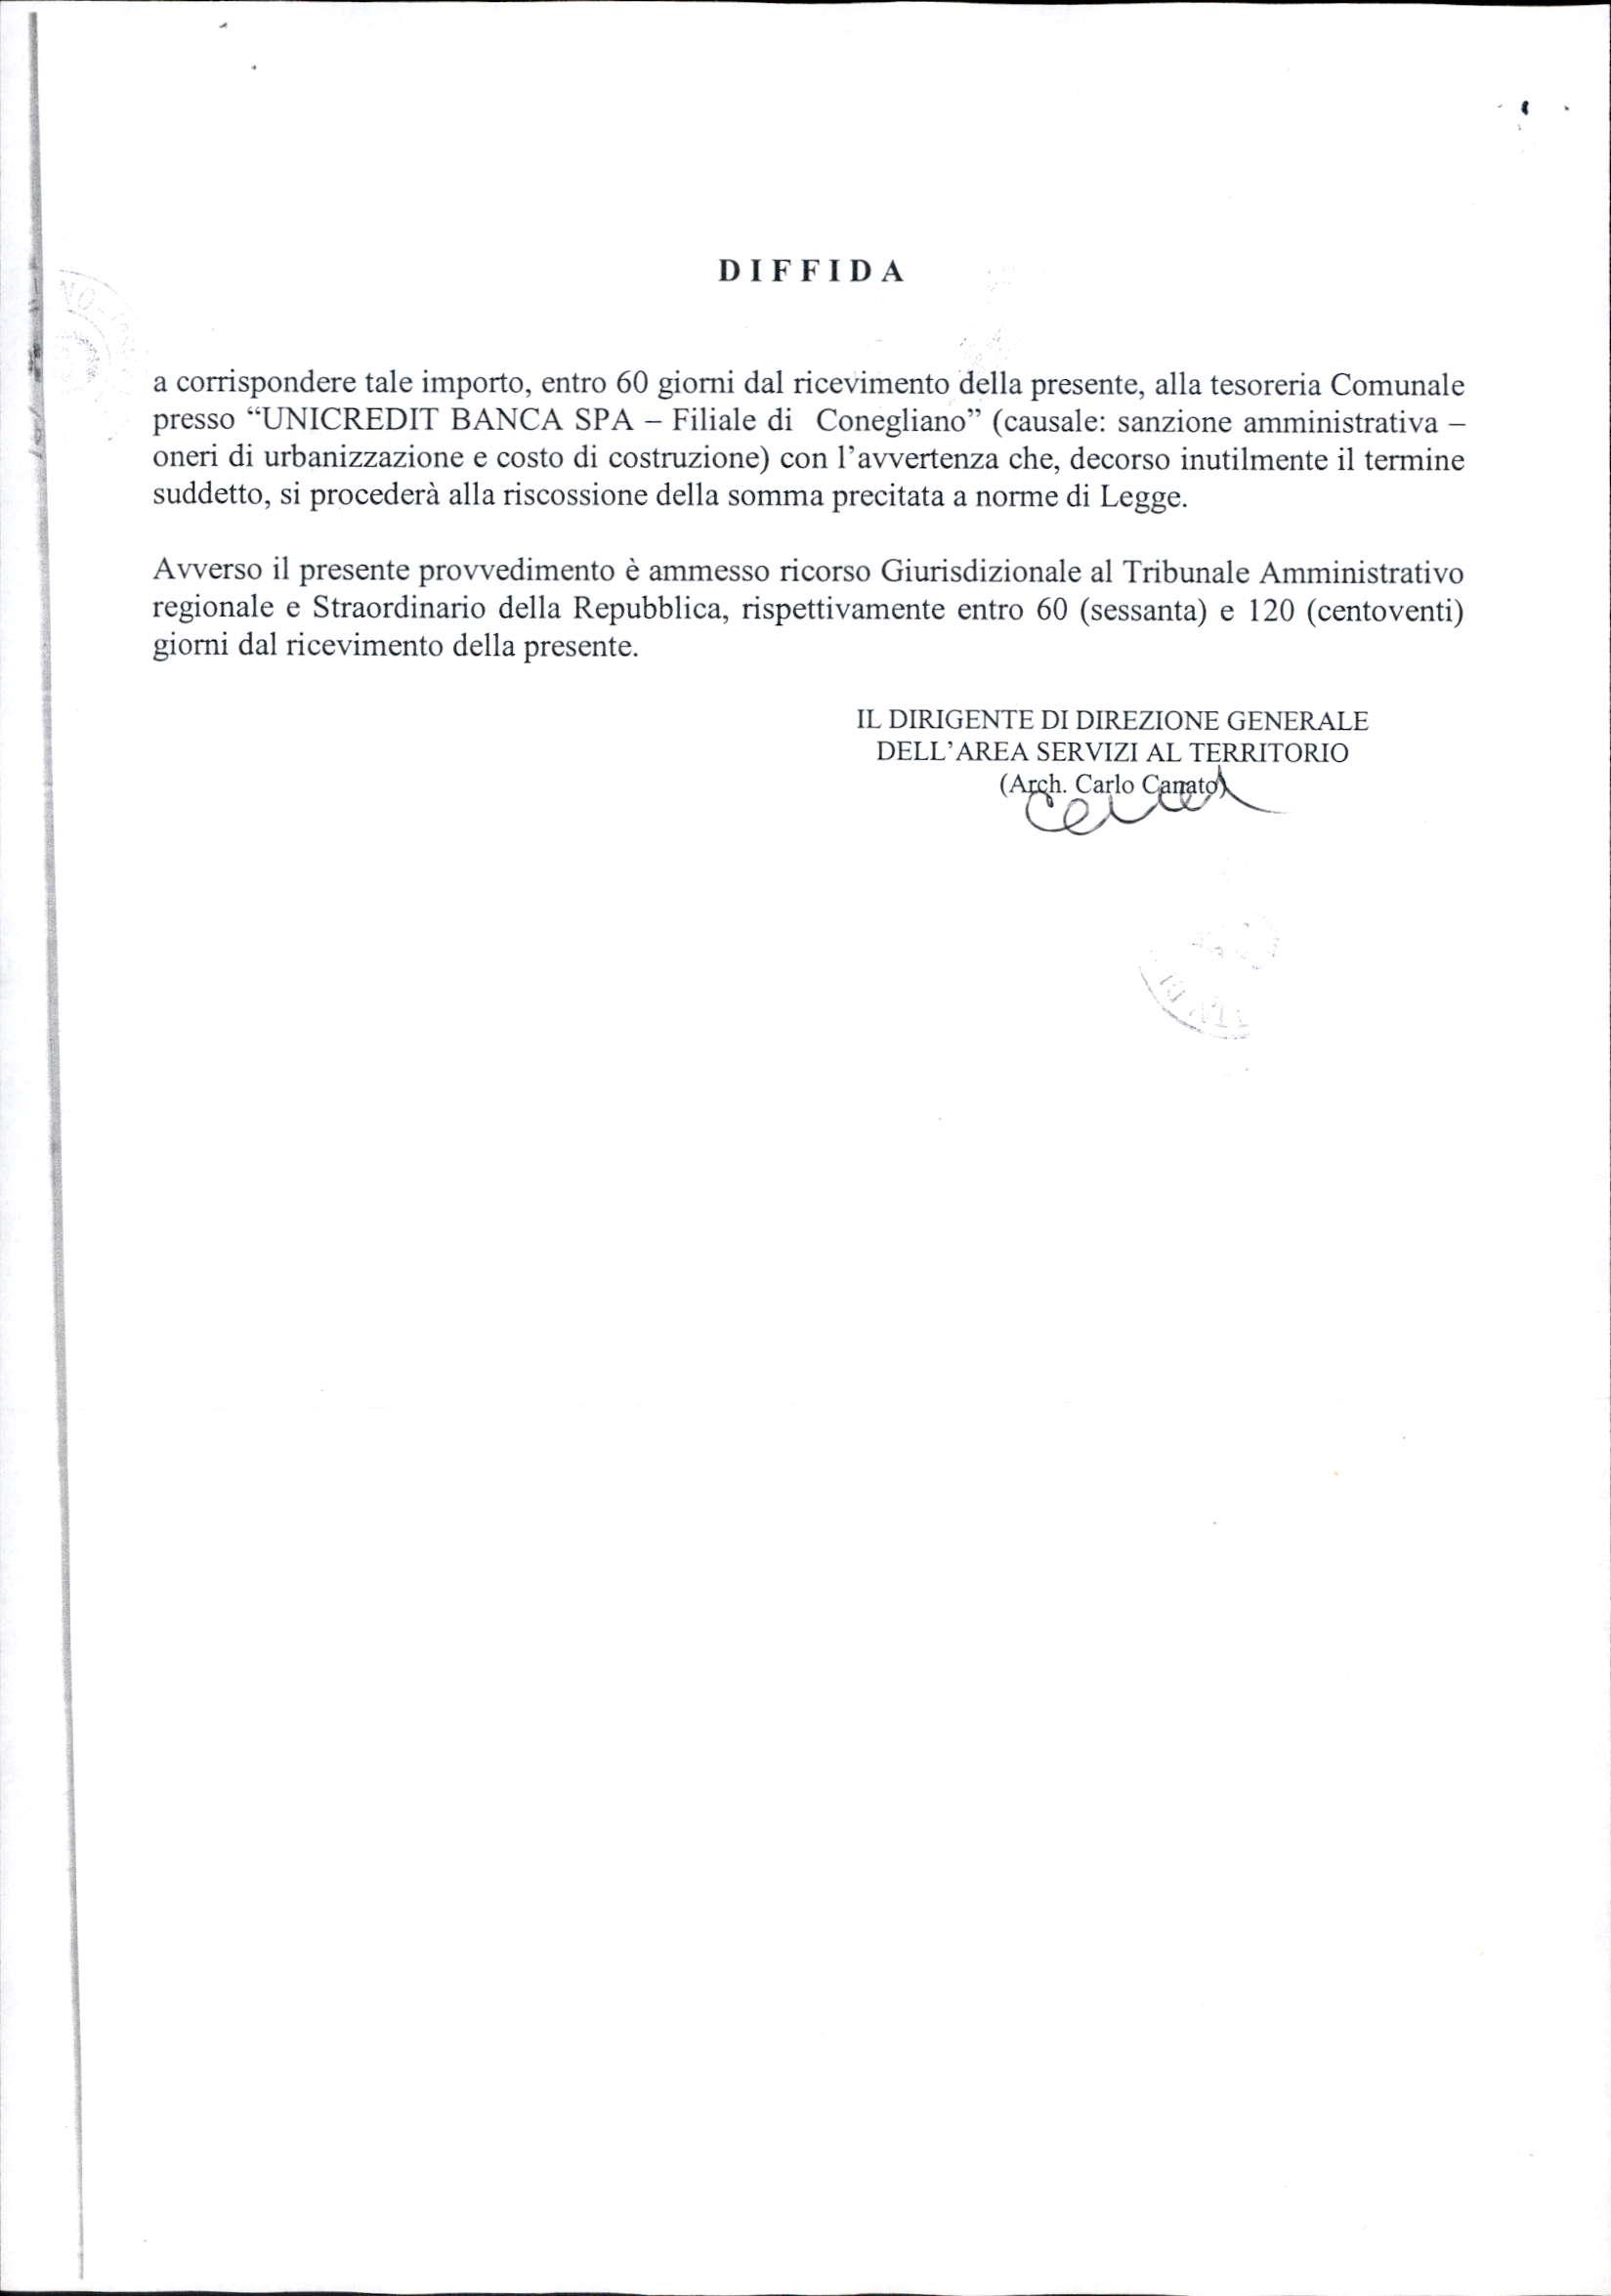 DIFFIDA
a corrispondere tale importo, entro 60 giorni dal ricevimento della presente, alla tesoreria Comunale
presso “UNICREDIT BANCA SPA – Filiale di Conegliano” (causale: sanzione amministrativa –
oneri di urbanizzazione e costo di costruzione) con l’avvertenza che, decorso inutilmente il termine
suddetto, si procederà alla riscossione della somma precitata a norme di Legge.
Avverso il presente provvedimento è ammesso ricorso Giurisdizionale al Tribunale Amministrativo
regionale e Straordinario della Repubblica, rispettivamente entro 60 (sessanta) e 120 (centoventi)
giorni dal ricevimento della presente.
IL DIRIGENTE DI DIREZIONE GENERALE
DELL’AREA SERVIZI AL TERRITORIO
(Arch. Carlo Canato)